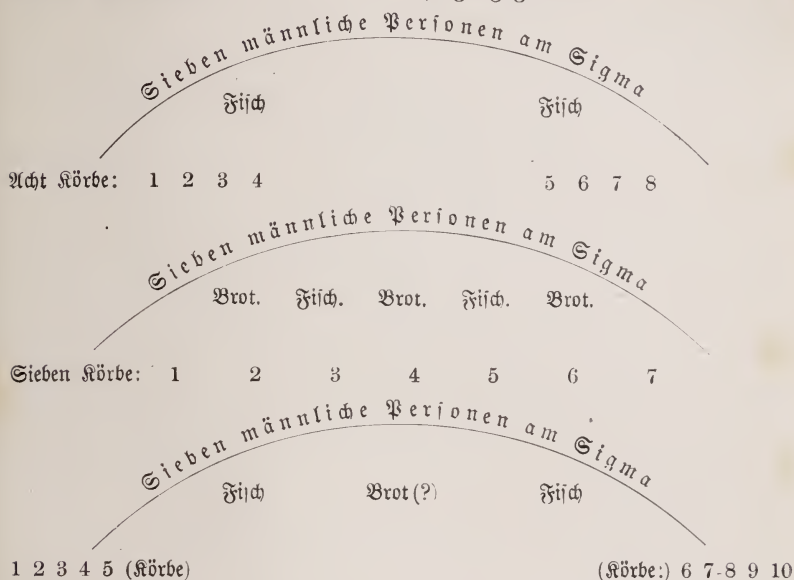 Sieben männliche Personen am Sigma
Fisch Fisch
Acht Körbe: 1 2 3 4 5 6 7 8
Sieben männliche Personen am Sigma
Brot. Fisch. Brot. Fisch. Brot.
Sieben Körbe: 1 2 3 4 5 6 7
Sieben männliche Personen am Sigma
Fisch Brot (?) Fisch
1 2 3 4 5 (Körbe) (Körbe:) 6 7 8 9 10